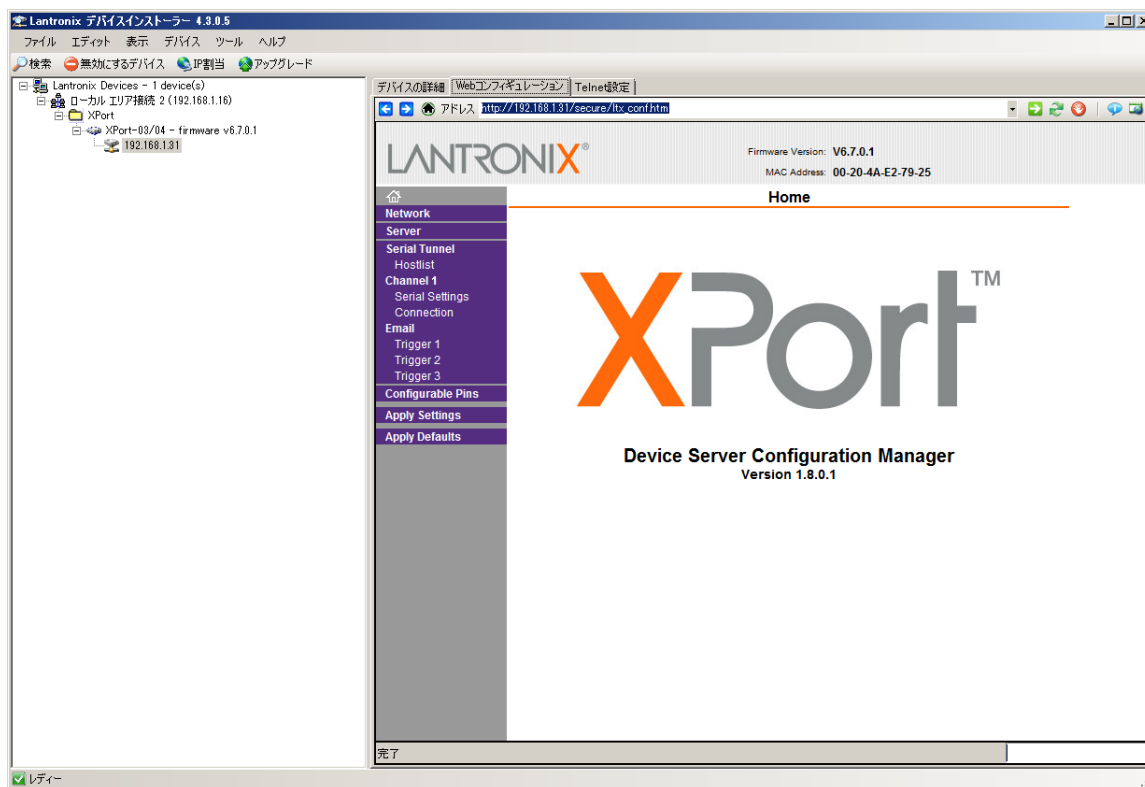 Lantronix デバイスインストーラー 4.3.0.5
ファイル エディット 表示 デバイス ツール ヘルプ
検索 無効にするデバイス IP割当 アップグレード
Lantronix Devices - 1 device(s)
ローカル エリア接続 2 (192.168.1.16)
XPort
XPort-03/04 - firmware v6.7.0.1
192.168.1.31
デバイスの詳細 Webコンフィギュレーション Telnet設定
アドレス http://192.168.1.31/secure/ltx_conf.htm
LANTRONIX®
Firmware Version: V6.7.0.1
MAC Address: 00-20-4A-E2-79-25
Home
Network
Server
Serial Tunnel
Hostlist
Channel 1
Serial Settings
Connection
Email
Trigger 1
Trigger 2
Trigger 3
Configurable Pins
Apply Settings
Apply Defaults
XPort™
Device Server Configuration Manager
Version 1.8.0.1
完了
レディー